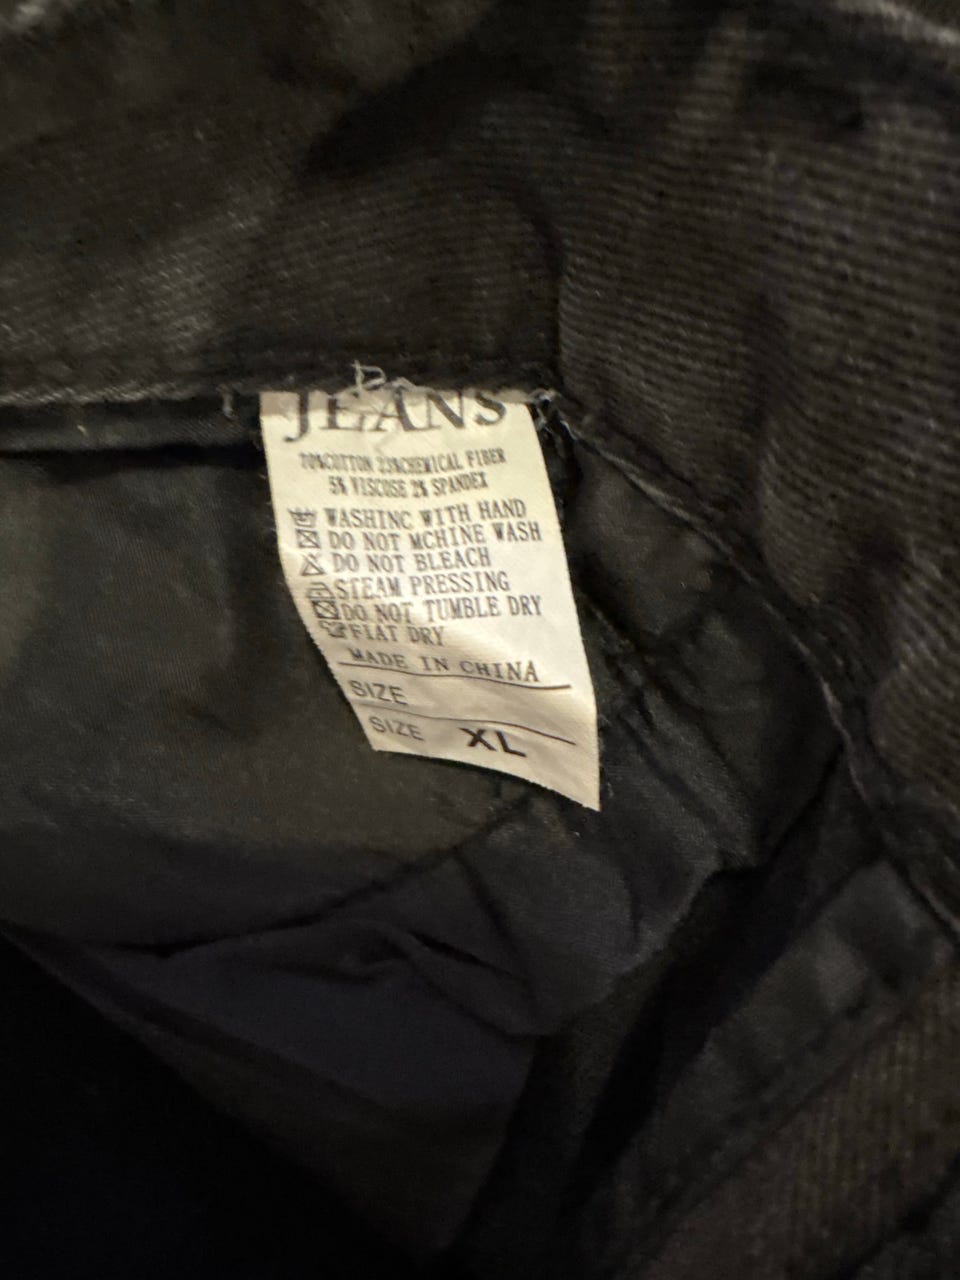 JEANS
70%COTTON 23%CHEMICAL FIBER
5% VISCOSE 2% SPANDEX
WASHINC WITH HAND
DO NOT MCHINE WASH
DO NOT BLEACH
STEAM PRESSING
DO NOT TUMBLE DRY
FIAT DRY
MADE IN CHINA
SIZE
SIZE XL